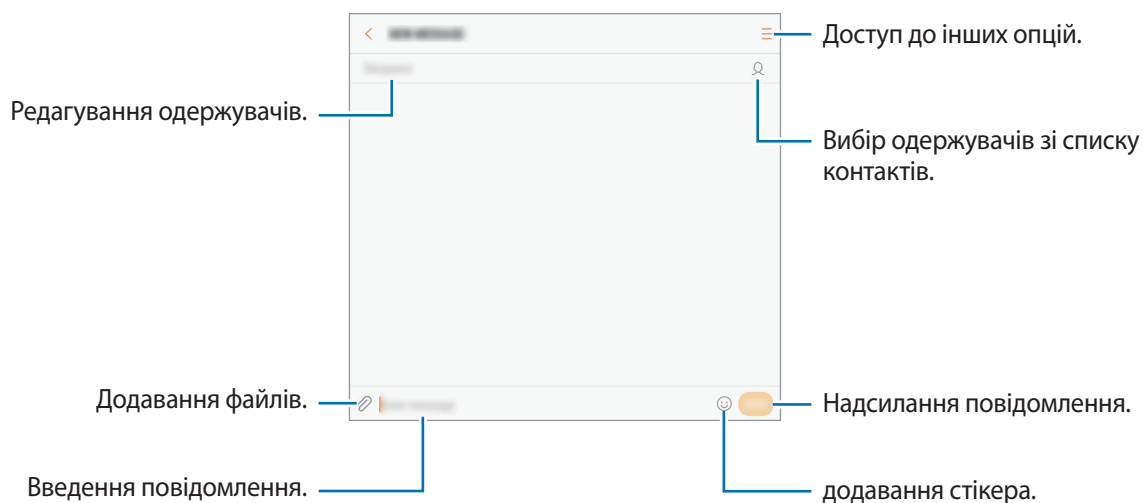 Доступ до інших опцій.
Редагування одержувачів.
Вибір одержувачів зі списку
контактів.
Додавання файлів.
Надсилання повідомлення.
Введення повідомлення.
додавання стікера.